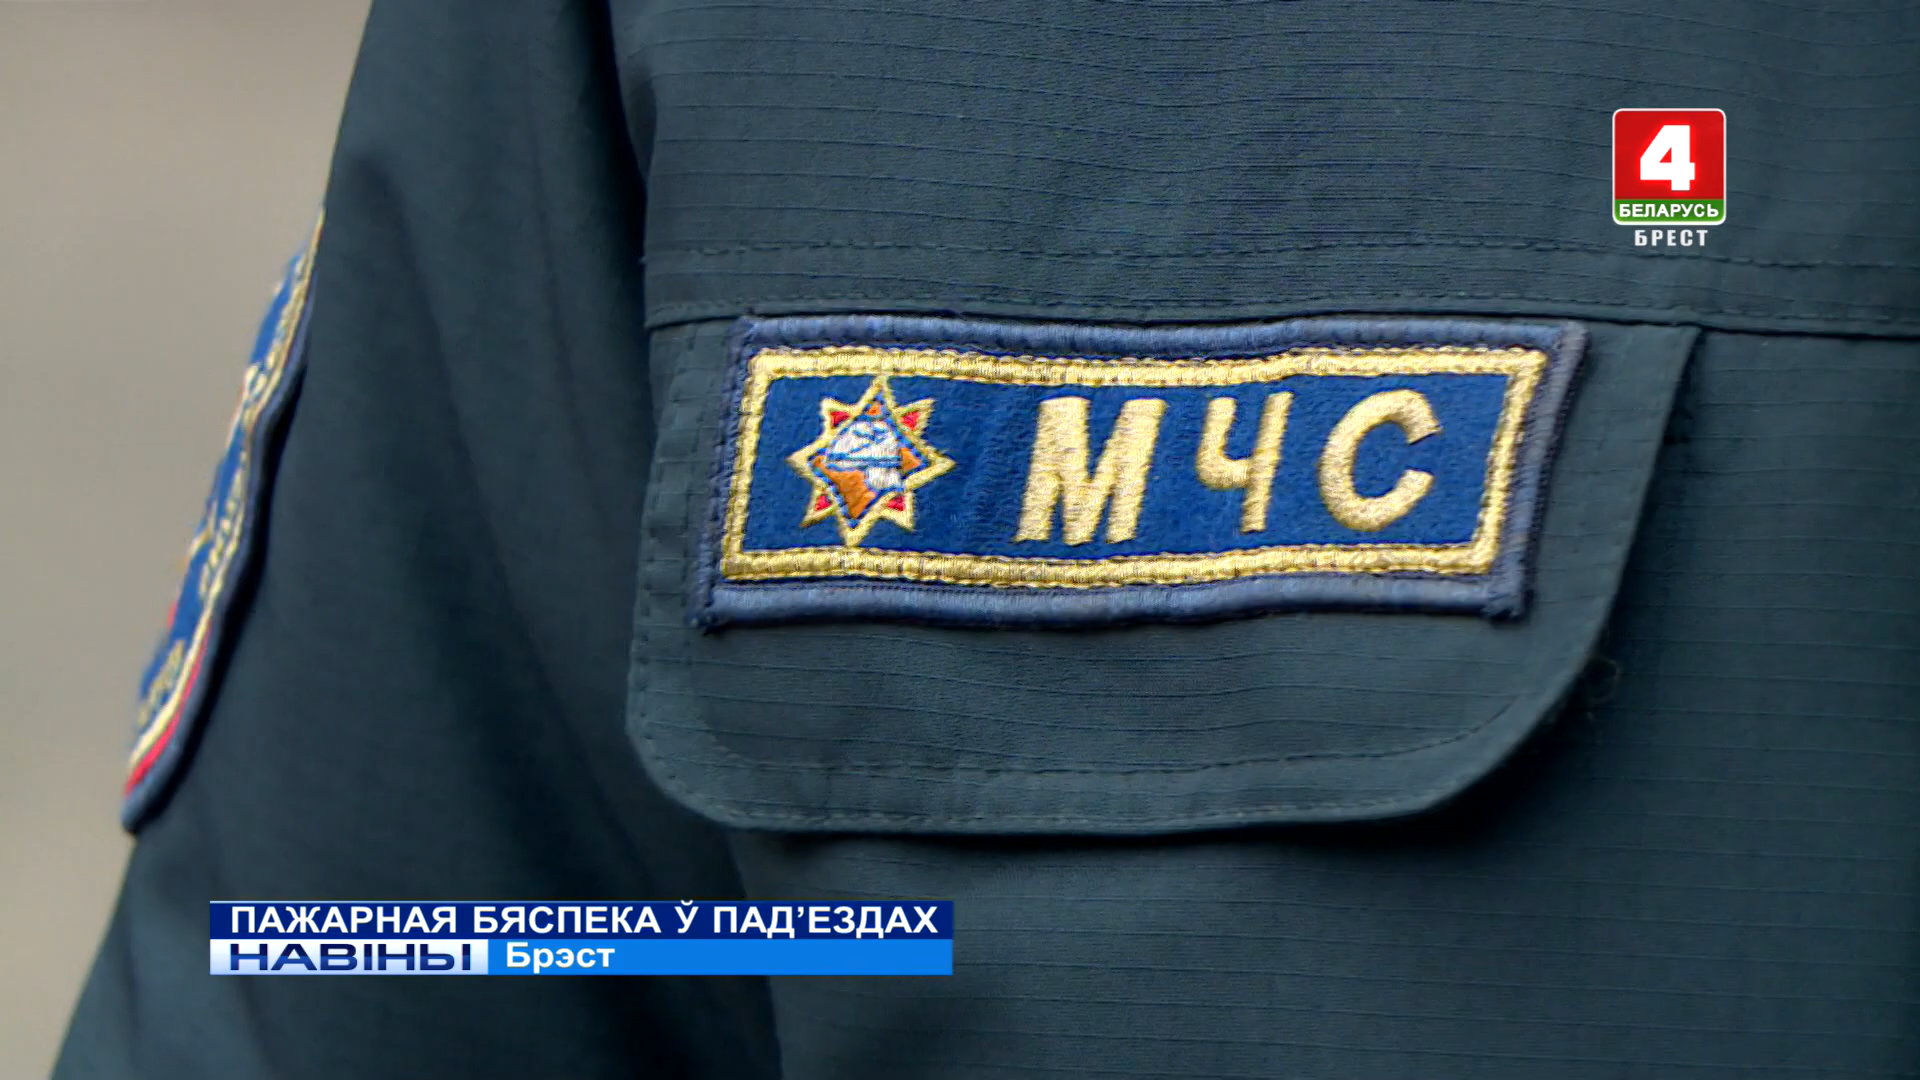 4
БЕЛАРУСЬ
БРЕСТ
МЧС
ПАЖАРНАЯ БЯСПЕКА Ў ПАД’ЕЗДАХ
НАВІНЫ Брэст